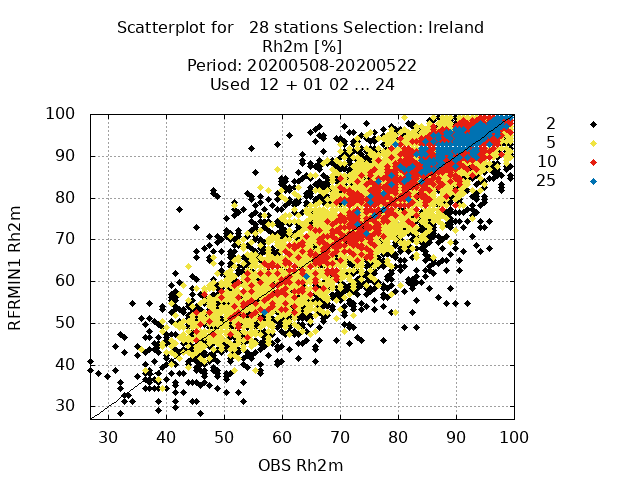 Scatterplot for 28 stations Selection: Ireland
Rh2m [%]
Period: 20200508-20200522
Used 12 + 01 02 ... 24
100
90
80
70
60
50
40
30
RFRMIN1 Rh2m
30 40 50 60 70 80 90 100
OBS Rh2m
2
5
10
25